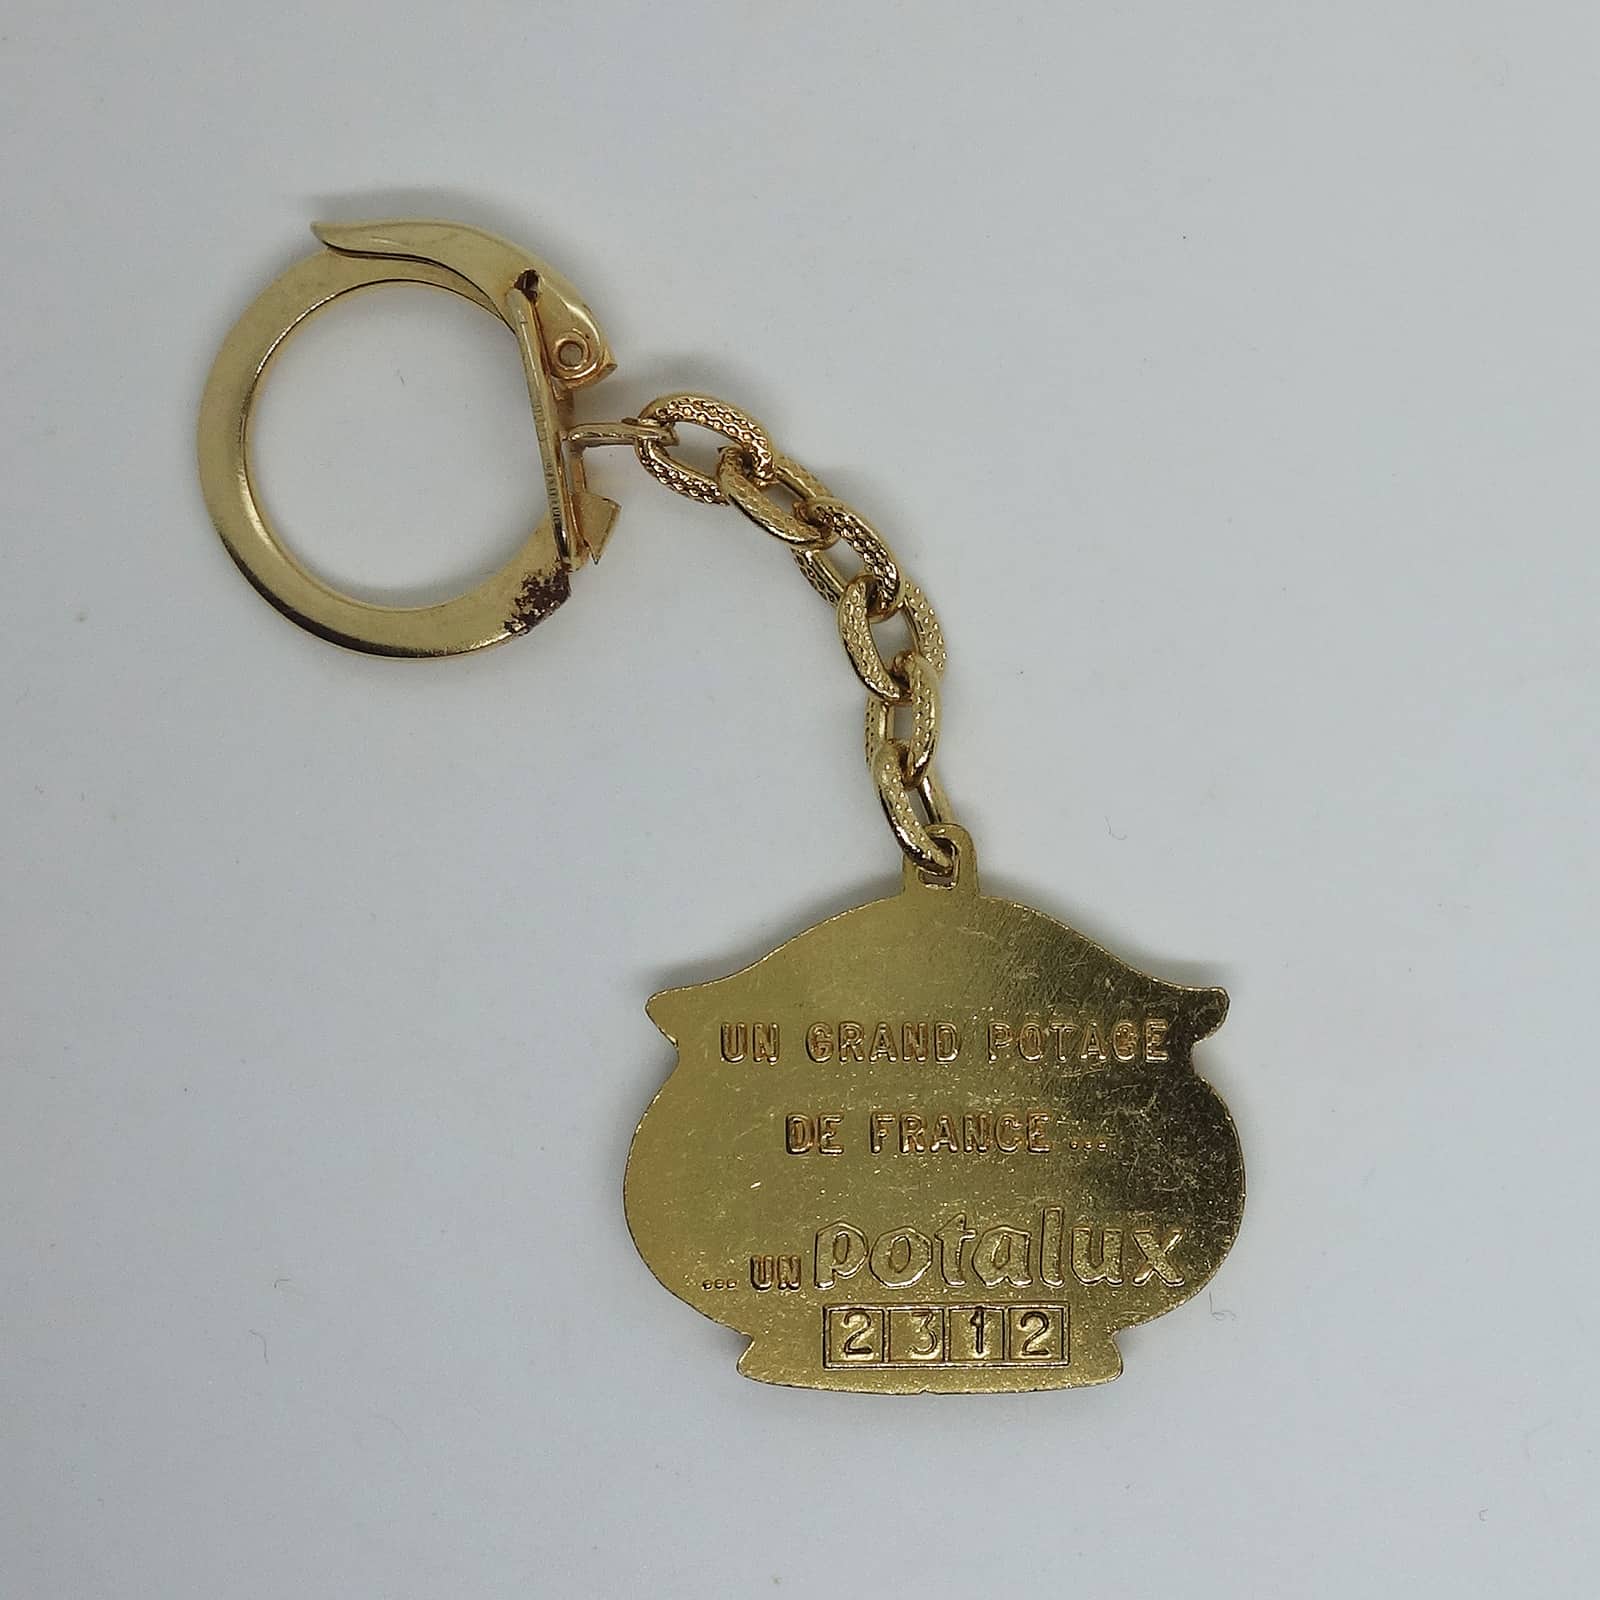 UN GRAND POTAGE
DE FRANCE ...
... UN potalux
2312